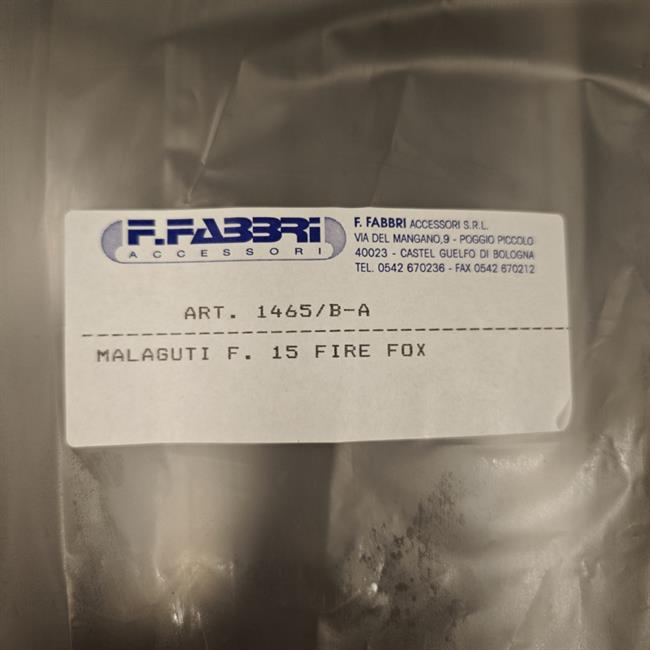 F.FABBRI
ACCESSORI
F. FABBRI ACCESSORI S.R.L.
VIA DEL MANGANO,9 - POGGIO PICCOLO
40023 - CASTEL GUELFO DI BOLOGNA
TEL. 0542 670236 - FAX 0542 670212
ART. 1465/B-A
MALAGUTI F. 15 FIRE FOX